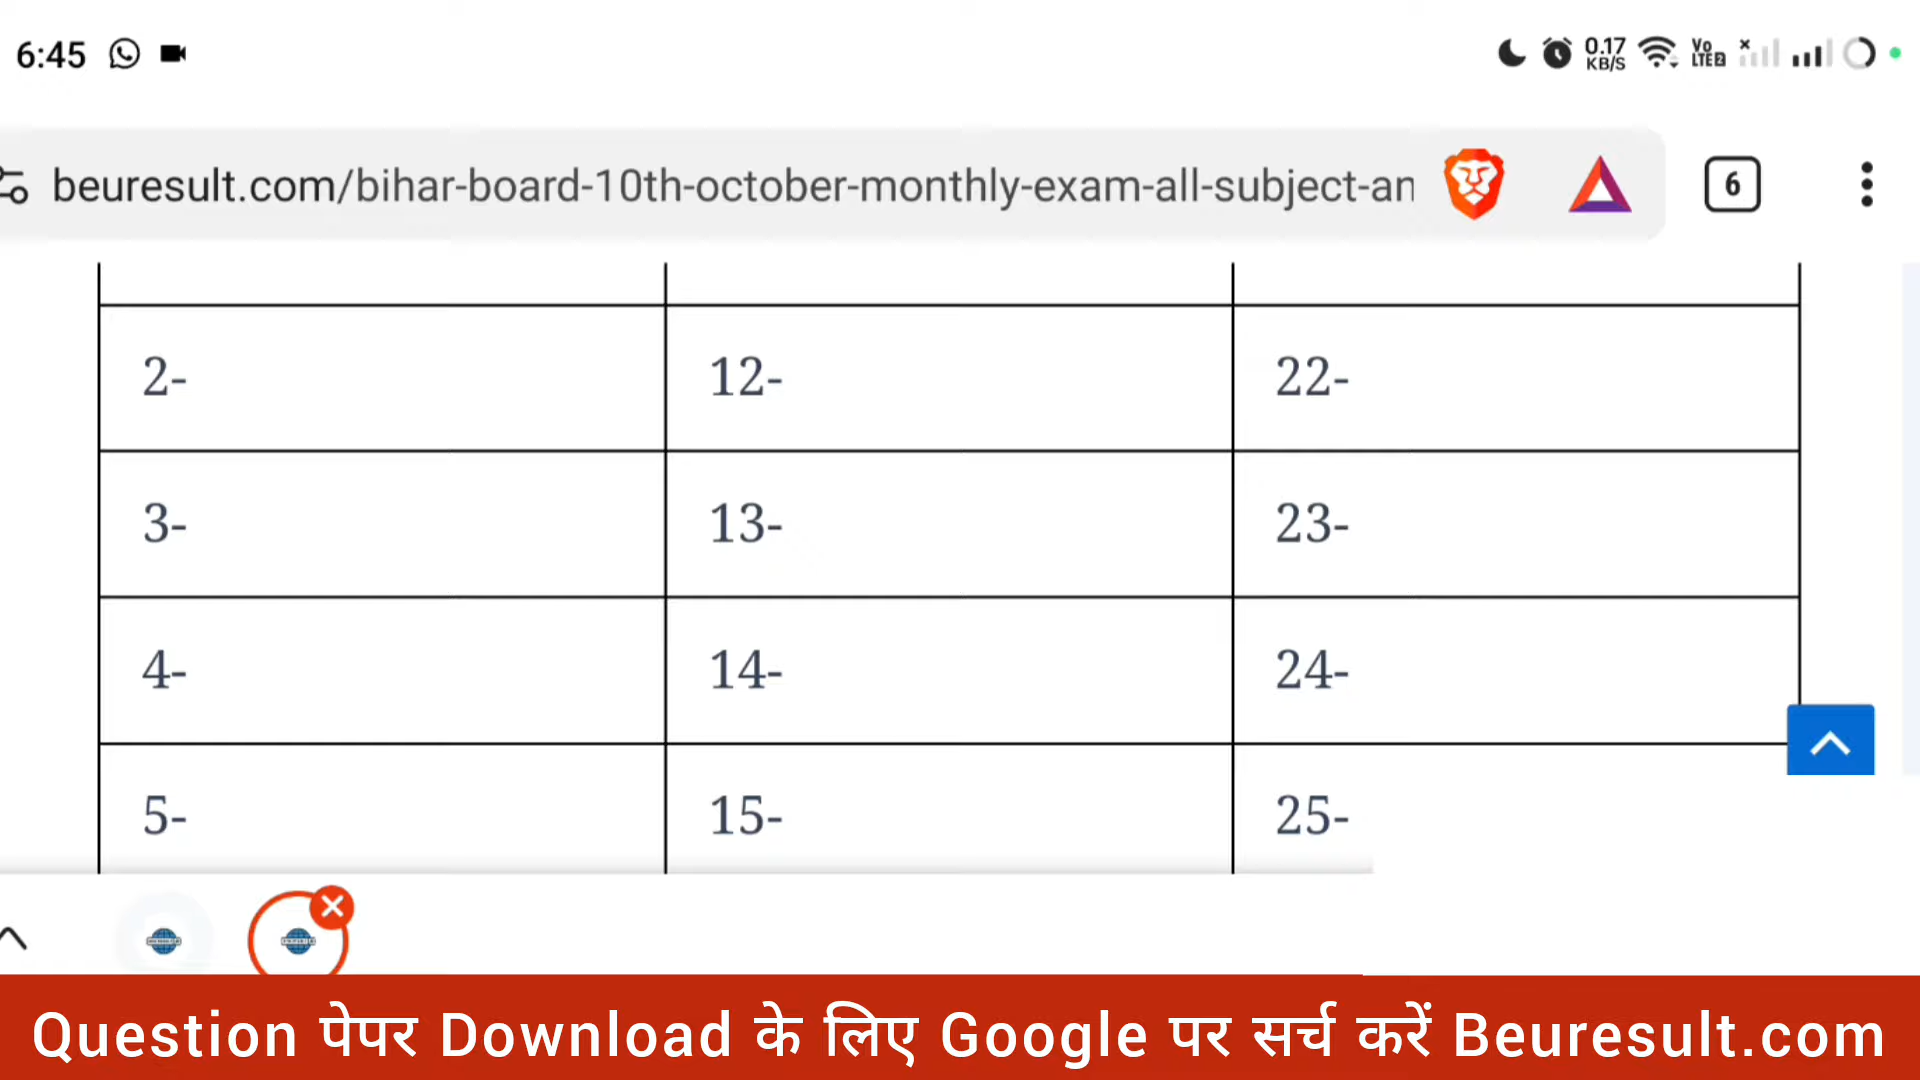 6:45 0.17 KB/S Vo LTE 2
beuresult.com/bihar-board-10th-october-monthly-exam-all-subject-an 6
2- 12- 22-
3- 13- 23-
4- 14- 24-
5- 15- 25-
Question पेपर Download के लिए Google पर सर्च करें Beuresult.com